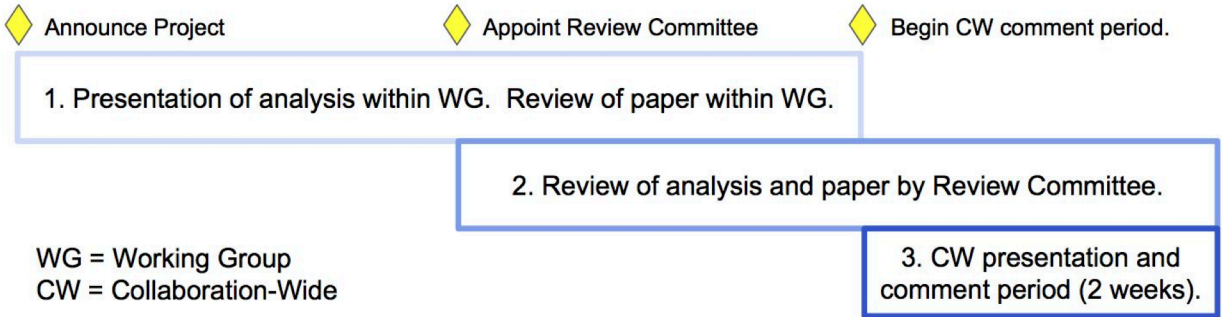 Announce Project
Appoint Review Committee
Begin CW comment period.
1. Presentation of analysis within WG.  Review of paper within WG.
2. Review of analysis and paper by Review Committee.
WG = Working Group
CW = Collaboration-Wide
3. CW presentation and
comment period (2 weeks).